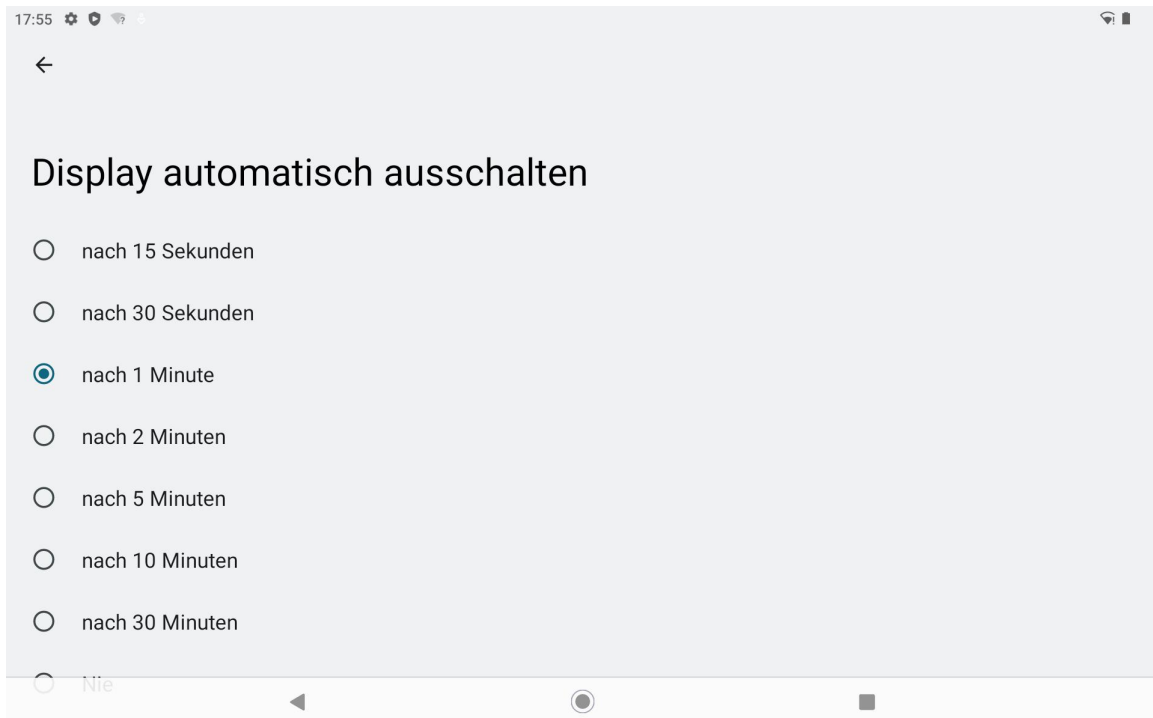 17:55
Display automatisch ausschalten
nach 15 Sekunden
nach 30 Sekunden
nach 1 Minute
nach 2 Minuten
nach 5 Minuten
nach 10 Minuten
nach 30 Minuten
Nie